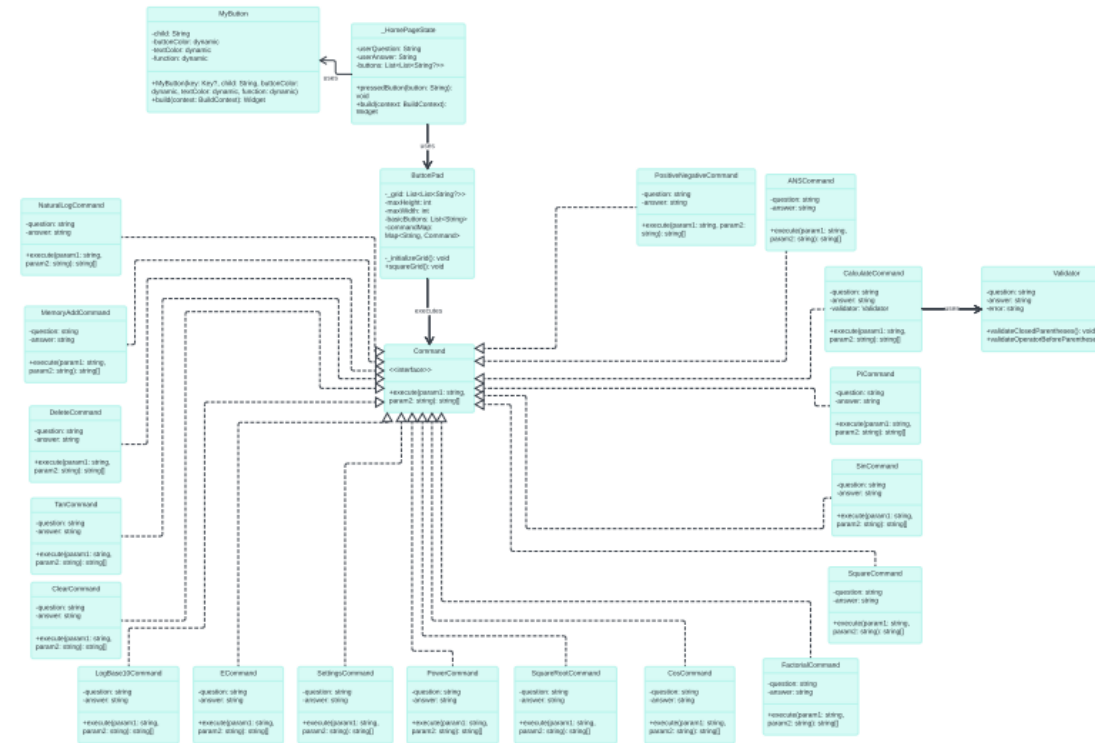 MyButton
-child: String
-buttonColor: dynamic
-textColor: dynamic
-function: dynamic
+MyButton(key: Key?, child: String, buttonColor:
dynamic, textColor: dynamic, function: dynamic)
+build(context: BuildContext): Widget
uses
_HomePageState
-userQuestion: String
-userAnswer: String
-buttons: List<List<String?>>
+pressedButton(button: String):
void
+build(context: BuildContext):
Widget
uses
ButtonPad
-_grid: List<List<String?>>
-maxHeight: int
-maxWidth: int
-basicButtons: List<String>
-commandMap:
Map<String, Command>
-_initializeGrid(): void
+squareGrid(): void
executes
Command
<<Interface>>
+execute(param1: string,
param2: string): string[]
NaturalLogCommand
-question: string
-answer: string
+execute(param1: string,
param2: string): string[]
MemoryAddCommand
-question: string
-answer: string
+execute(param1: string,
param2: string): string[]
DeleteCommand
-question: string
-answer: string
+execute(param1: string,
param2: string): string[]
TanCommand
-question: string
-answer: string
+execute(param1: string,
param2: string): string[]
ClearCommand
-question: string
-answer: string
+execute(param1: string,
param2: string): string[]
LogBase10Command
-question: string
-answer: string
+execute(param1: string,
param2: string): string[]
ECommand
-question: string
-answer: string
+execute(param1: string,
param2: string): string[]
SettingsCommand
-question: string
-answer: string
+execute(param1: string,
param2: string): string[]
PowerCommand
-question: string
-answer: string
+execute(param1: string,
param2: string): string[]
SquareRootCommand
-question: string
-answer: string
+execute(param1: string,
param2: string): string[]
CosCommand
-question: string
-answer: string
+execute(param1: string,
param2: string): string[]
FactorialCommand
-question: string
-answer: string
+execute(param1: string,
param2: string): string[]
SquareCommand
-question: string
-answer: string
+execute(param1: string,
param2: string): string[]
SinCommand
-question: string
-answer: string
+execute(param1: string,
param2: string): string[]
PiCommand
-question: string
-answer: string
+execute(param1: string,
param2: string): string[]
CalculateCommand
-question: string
-answer: string
-validator: Validator
+execute(param1: string,
param2: string): string[]
uses
Validator
-question: string
-answer: string
-error: string
+validateClosedParentheses(): void
+validateOperatorBeforeParenthese
ANSCommand
-question: string
-answer: string
+execute(param1: string,
param2: string): string[]
PositiveNegativeCommand
-question: string
-answer: string
+execute(param1: string, param2:
string): string[]